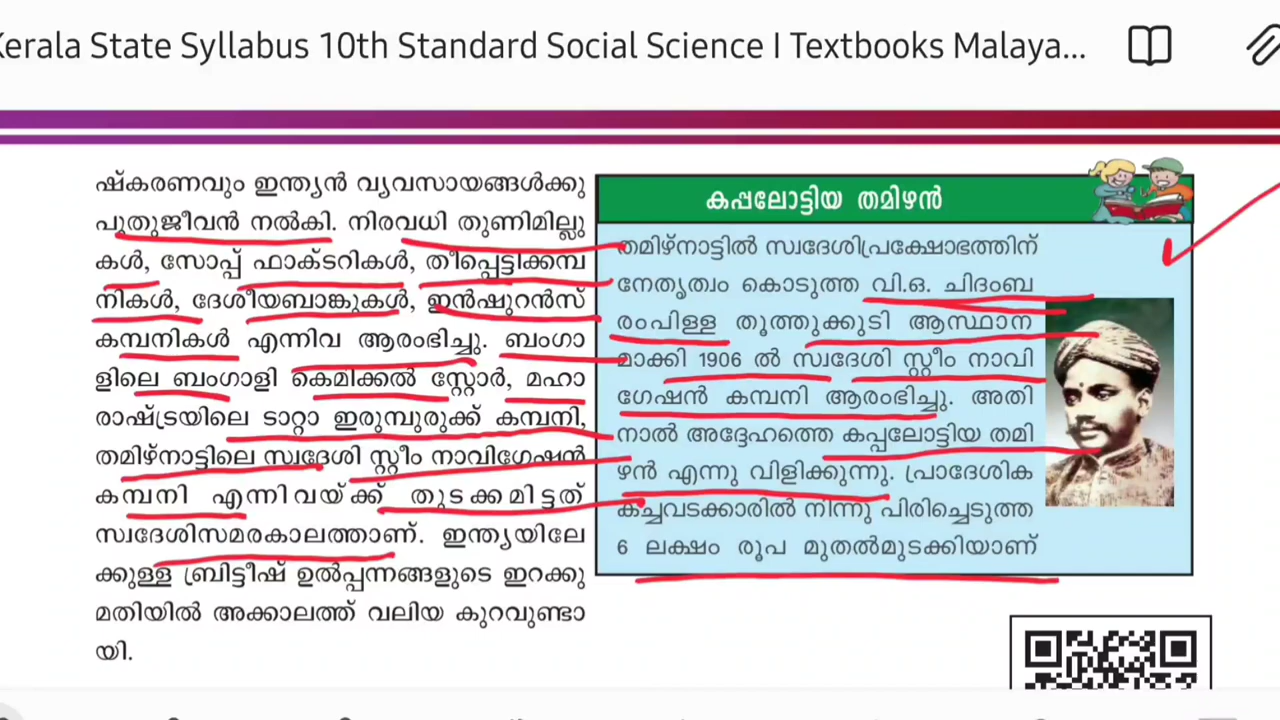 Kerala State Syllabus 10th Standard Social Science I Textbooks Malaya...
ഷ്കരണവും ഇന്ത്യൻ വ്യവസായങ്ങൾക്കു
പുതുജീവൻ നൽകി. നിരവധി തുണിമില്ലു
കൾ, സോപ്പ് ഫാക്ടറികൾ, തീപ്പെട്ടിക്കമ്പ
നികൾ, ദേശീയബാങ്കുകൾ, ഇൻഷുറൻസ്
കമ്പനികൾ എന്നിവ ആരംഭിച്ചു. ബംഗാ
ളിലെ ബംഗാളി കെമിക്കൽ സ്റ്റോർ, മഹാ
രാഷ്ട്രയിലെ ടാറ്റാ ഇരുമ്പുരുക്ക് കമ്പനി,
തമിഴ്നാട്ടിലെ സ്വദേശി സ്റ്റീം നാവിഗേഷൻ
കമ്പനി എന്നിവയ്ക്ക് തുടക്കമിട്ടത്
സ്വദേശിസമരകാലത്താണ്. ഇന്ത്യയിലേ
ക്കുള്ള ബ്രിട്ടീഷ് ഉൽപ്പന്നങ്ങളുടെ ഇറക്കു
മതിയിൽ അക്കാലത്ത് വലിയ കുറവുണ്ടാ
യി.
കപ്പലോട്ടിയ തമിഴൻ
തമിഴ്നാട്ടിൽ സ്വദേശിപ്രക്ഷോഭത്തിന്
നേതൃത്വം കൊടുത്ത വി.ഒ. ചിദംബ
രംപിള്ള തൂത്തുക്കുടി ആസ്ഥാന
മാക്കി 1906 ൽ സ്വദേശി സ്റ്റീം നാവി
ഗേഷൻ കമ്പനി ആരംഭിച്ചു. അതി
നാൽ അദ്ദേഹത്തെ കപ്പലോട്ടിയ തമി
ഴൻ എന്നു വിളിക്കുന്നു. പ്രാദേശിക
കച്ചവടക്കാരിൽ നിന്നു പിരിച്ചെടുത്ത
6 ലക്ഷം രൂപ മുതൽമുടക്കിയാണ്